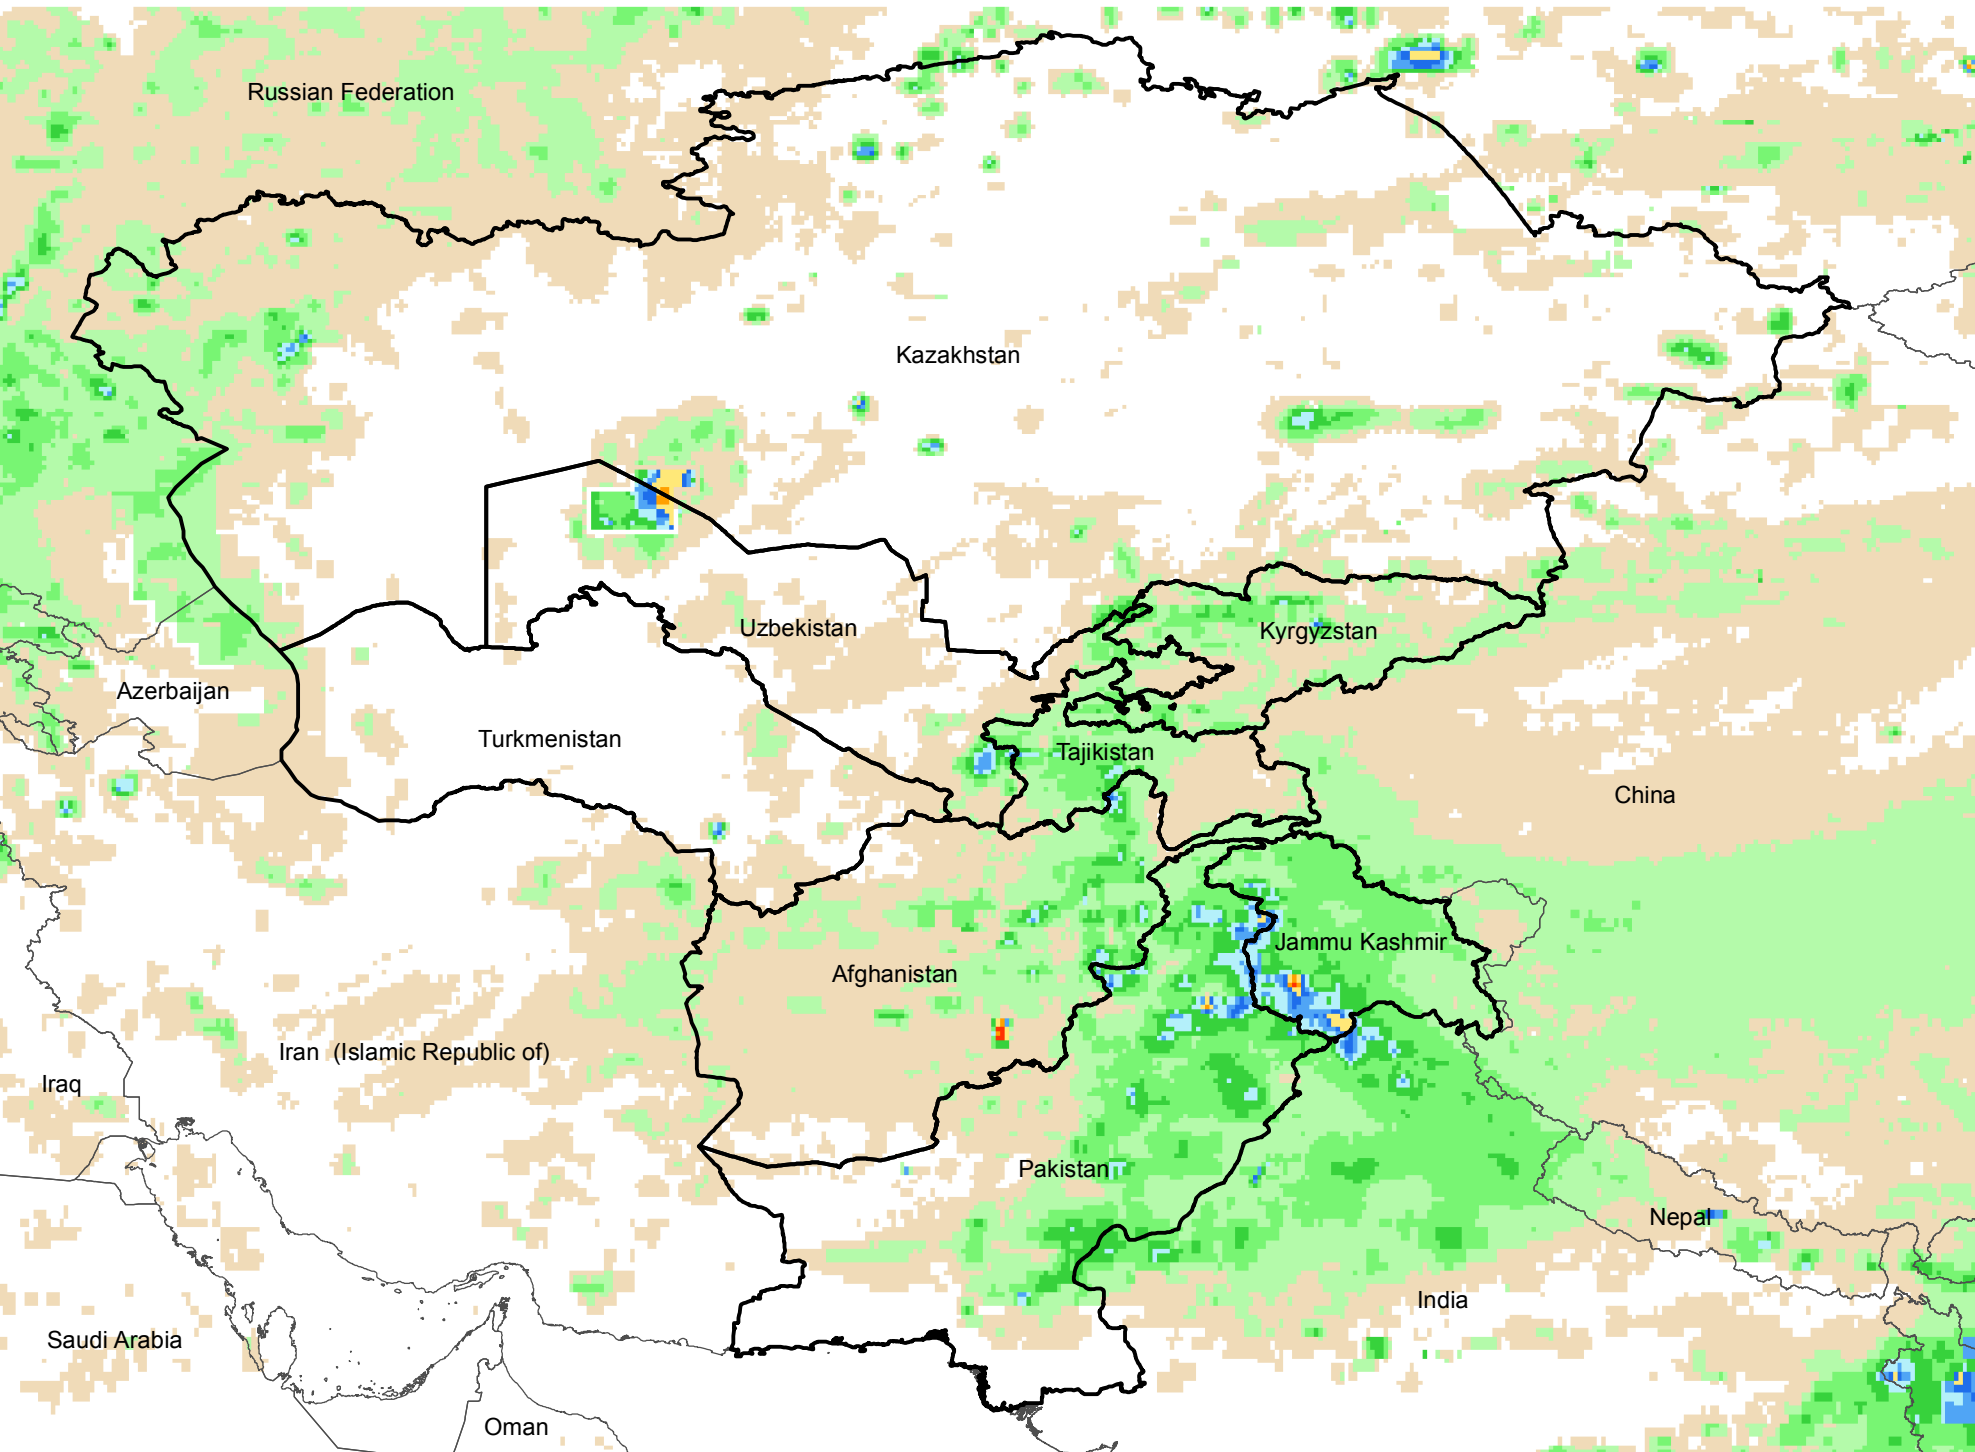 Russian Federation
Kazakhstan
Uzbekistan
Kyrgyzstan
Azerbaijan
Turkmenistan
Tajikistan
China
Jammu Kashmir
Afghanistan
Iran  (Islamic Republic of)
Iraq
Pakistan
Nepal
India
Saudi Arabia
Oman